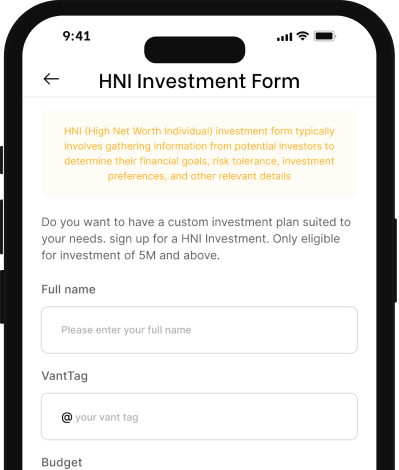 9:41
HNI Investment Form
HNI (High Net Worth Individual) investment form typically
involves gathering information from potential investors to
determine their financial goals, risk tolerance, investment
preferences, and other relevant details
Do you want to have a custom investment plan suited to
your needs. sign up for a HNI Investment. Only eligible
for investment of 5M and above.
Full name
Please enter your full name
VantTag
@ your vant tag
Budget